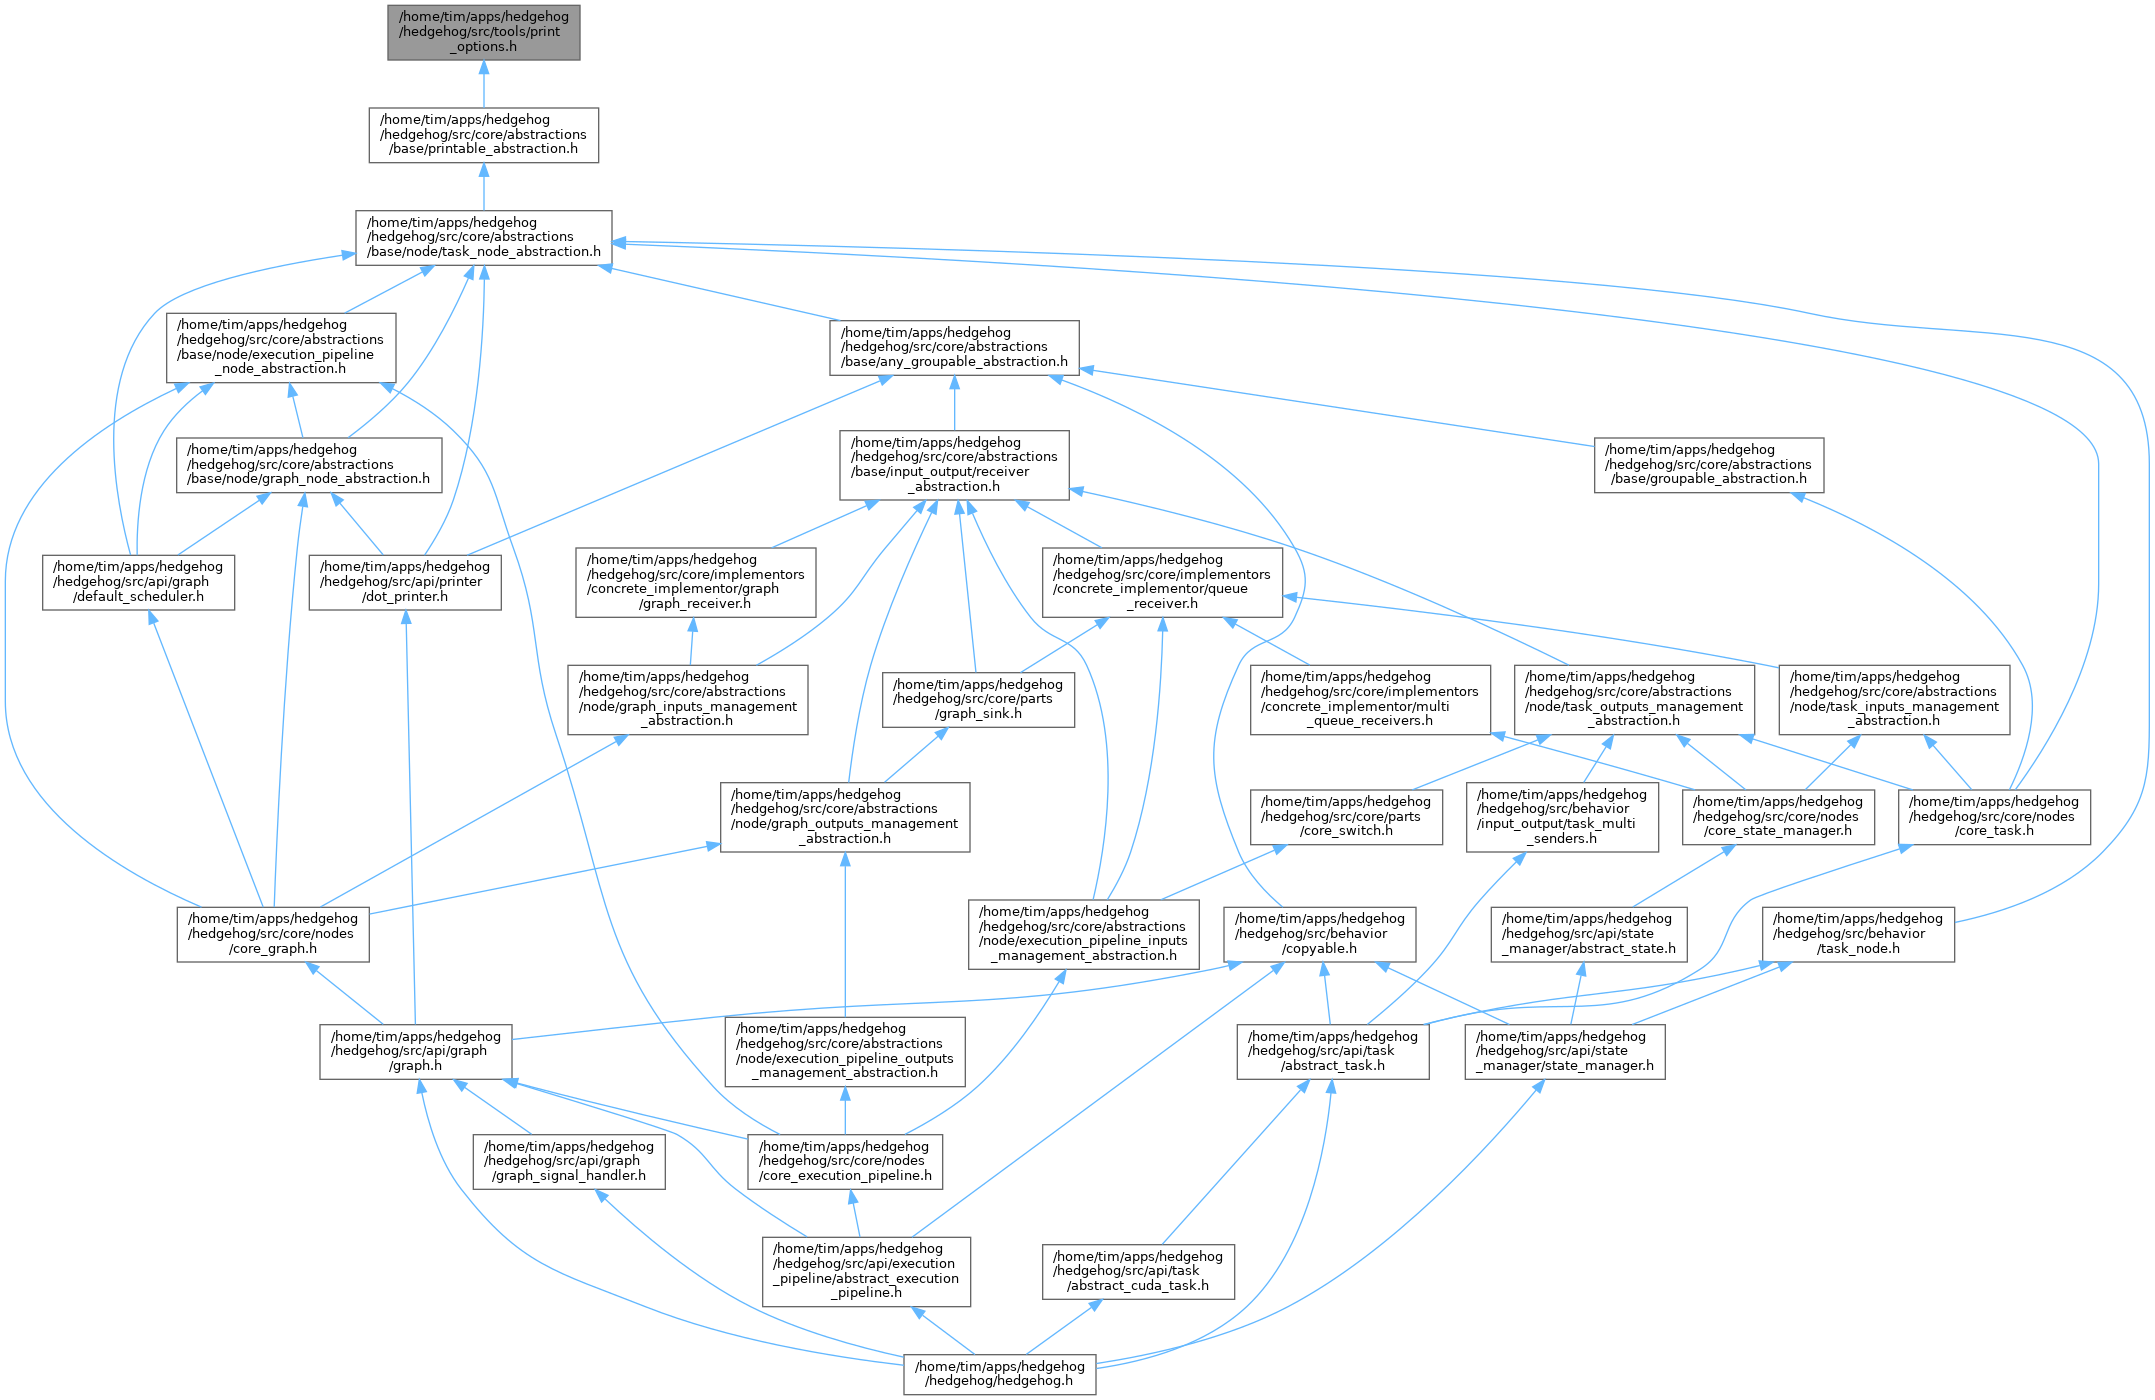 /home/tim/apps/hedgehog
/hedgehog/src/tools/print
_options.h
/home/tim/apps/hedgehog
/hedgehog/src/core/abstractions
/base/printable_abstraction.h
/home/tim/apps/hedgehog
/hedgehog/src/core/abstractions
/base/node/task_node_abstraction.h
/home/tim/apps/hedgehog
/hedgehog/src/core/abstractions
/base/node/execution_pipeline
_node_abstraction.h
/home/tim/apps/hedgehog
/hedgehog/src/core/abstractions
/base/any_groupable_abstraction.h
/home/tim/apps/hedgehog
/hedgehog/src/core/abstractions
/base/node/graph_node_abstraction.h
/home/tim/apps/hedgehog
/hedgehog/src/core/abstractions
/base/input_output/receiver
_abstraction.h
/home/tim/apps/hedgehog
/hedgehog/src/core/abstractions
/base/groupable_abstraction.h
/home/tim/apps/hedgehog
/hedgehog/src/api/graph
/default_scheduler.h
/home/tim/apps/hedgehog
/hedgehog/src/api/printer
/dot_printer.h
/home/tim/apps/hedgehog
/hedgehog/src/core/implementors
/concrete_implementor/graph
/graph_receiver.h
/home/tim/apps/hedgehog
/hedgehog/src/core/implementors
/concrete_implementor/queue
_receiver.h
/home/tim/apps/hedgehog
/hedgehog/src/core/abstractions
/node/graph_inputs_management
_abstraction.h
/home/tim/apps/hedgehog
/hedgehog/src/core/parts
/graph_sink.h
/home/tim/apps/hedgehog
/hedgehog/src/core/implementors
/concrete_implementor/multi
_queue_receivers.h
/home/tim/apps/hedgehog
/hedgehog/src/core/abstractions
/node/task_outputs_management
_abstraction.h
/home/tim/apps/hedgehog
/hedgehog/src/core/abstractions
/node/task_inputs_management
_abstraction.h
/home/tim/apps/hedgehog
/hedgehog/src/core/abstractions
/node/graph_outputs_management
_abstraction.h
/home/tim/apps/hedgehog
/hedgehog/src/core/parts
/core_switch.h
/home/tim/apps/hedgehog
/hedgehog/src/behavior
/input_output/task_multi
_senders.h
/home/tim/apps/hedgehog
/hedgehog/src/core/nodes
/core_state_manager.h
/home/tim/apps/hedgehog
/hedgehog/src/core/nodes
/core_task.h
/home/tim/apps/hedgehog
/hedgehog/src/core/nodes
/core_graph.h
/home/tim/apps/hedgehog
/hedgehog/src/core/abstractions
/node/execution_pipeline_inputs
_management_abstraction.h
/home/tim/apps/hedgehog
/hedgehog/src/behavior
/copyable.h
/home/tim/apps/hedgehog
/hedgehog/src/api/state
_manager/abstract_state.h
/home/tim/apps/hedgehog
/hedgehog/src/behavior
/task_node.h
/home/tim/apps/hedgehog
/hedgehog/src/api/graph
/graph.h
/home/tim/apps/hedgehog
/hedgehog/src/core/abstractions
/node/execution_pipeline_outputs
_management_abstraction.h
/home/tim/apps/hedgehog
/hedgehog/src/api/task
/abstract_task.h
/home/tim/apps/hedgehog
/hedgehog/src/api/state
_manager/state_manager.h
/home/tim/apps/hedgehog
/hedgehog/src/api/graph
/graph_signal_handler.h
/home/tim/apps/hedgehog
/hedgehog/src/core/nodes
/core_execution_pipeline.h
/home/tim/apps/hedgehog
/hedgehog/src/api/execution
_pipeline/abstract_execution
_pipeline.h
/home/tim/apps/hedgehog
/hedgehog/src/api/task
/abstract_cuda_task.h
/home/tim/apps/hedgehog
/hedgehog/hedgehog.h